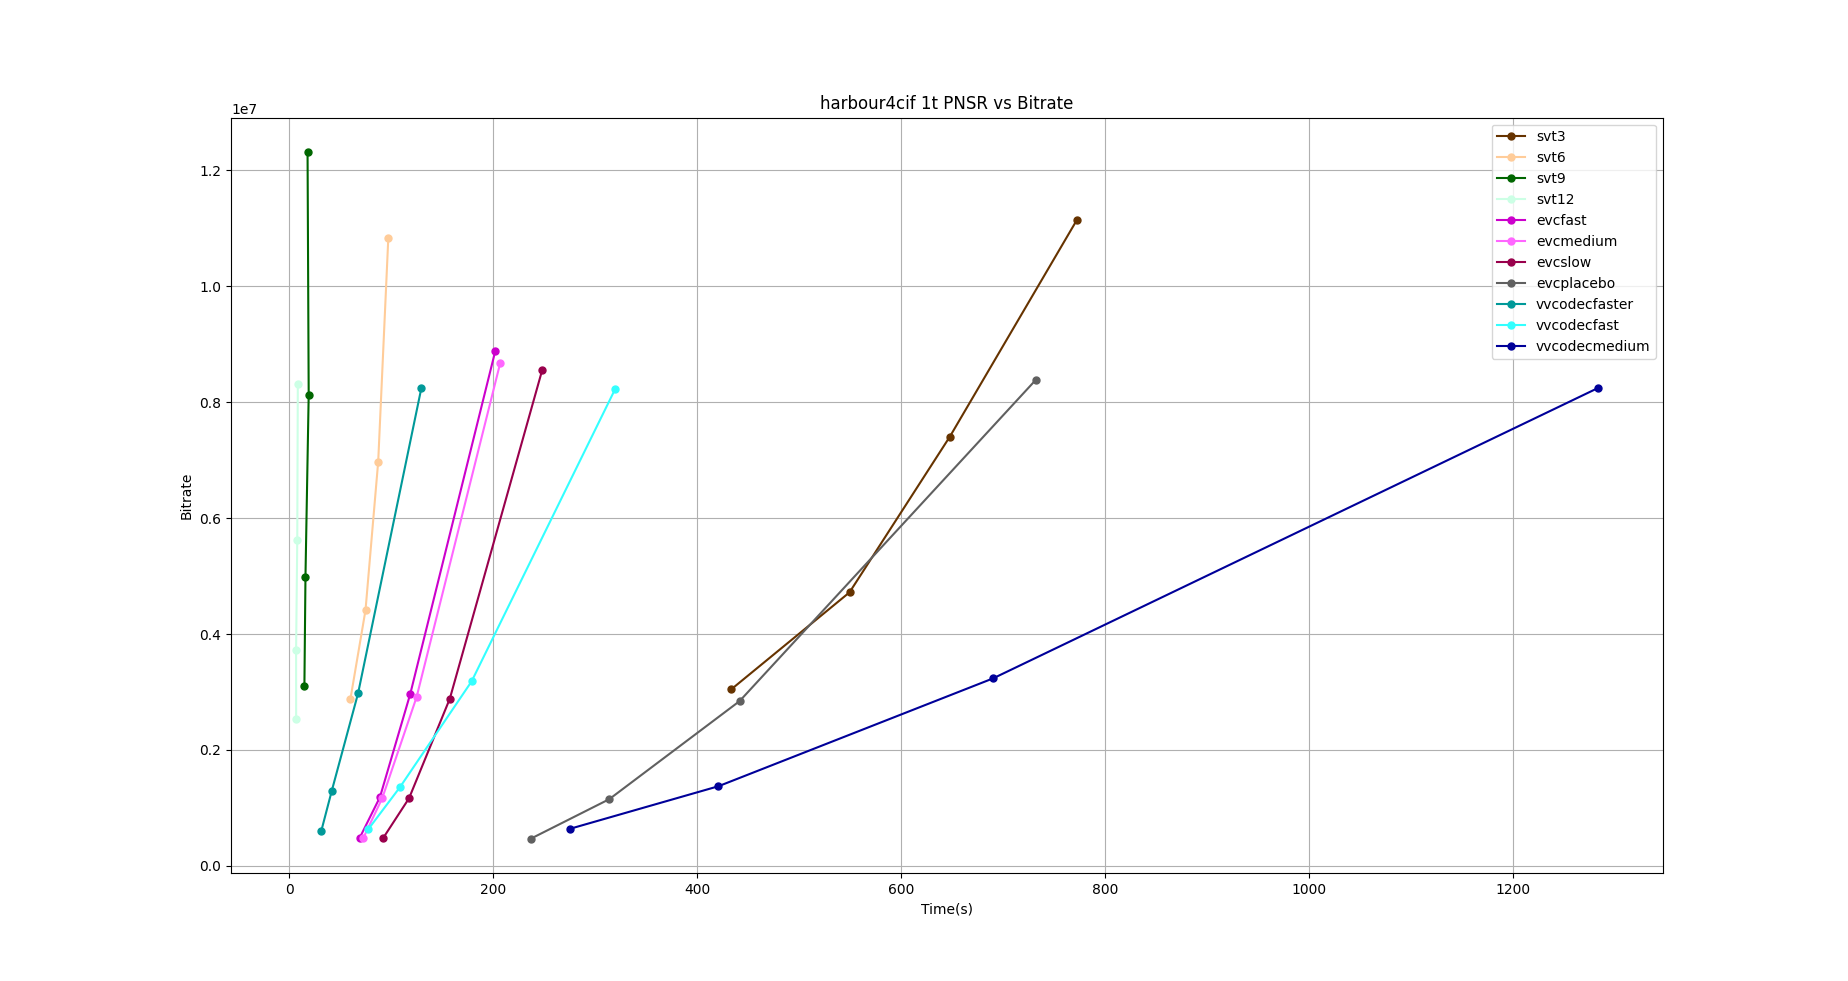 harbour4cif 1t PNSR vs Bitrate
1e7
1.2
1.0
0.8
0.6
0.4
0.2
0.0
Bitrate
0 200 400 600 800 1000 1200
Time(s)
svt3
svt6
svt9
svt12
evcfast
evcmedium
evcslow
evcplacebo
vvcodecfaster
vvcodecfast
vvcodecmedium